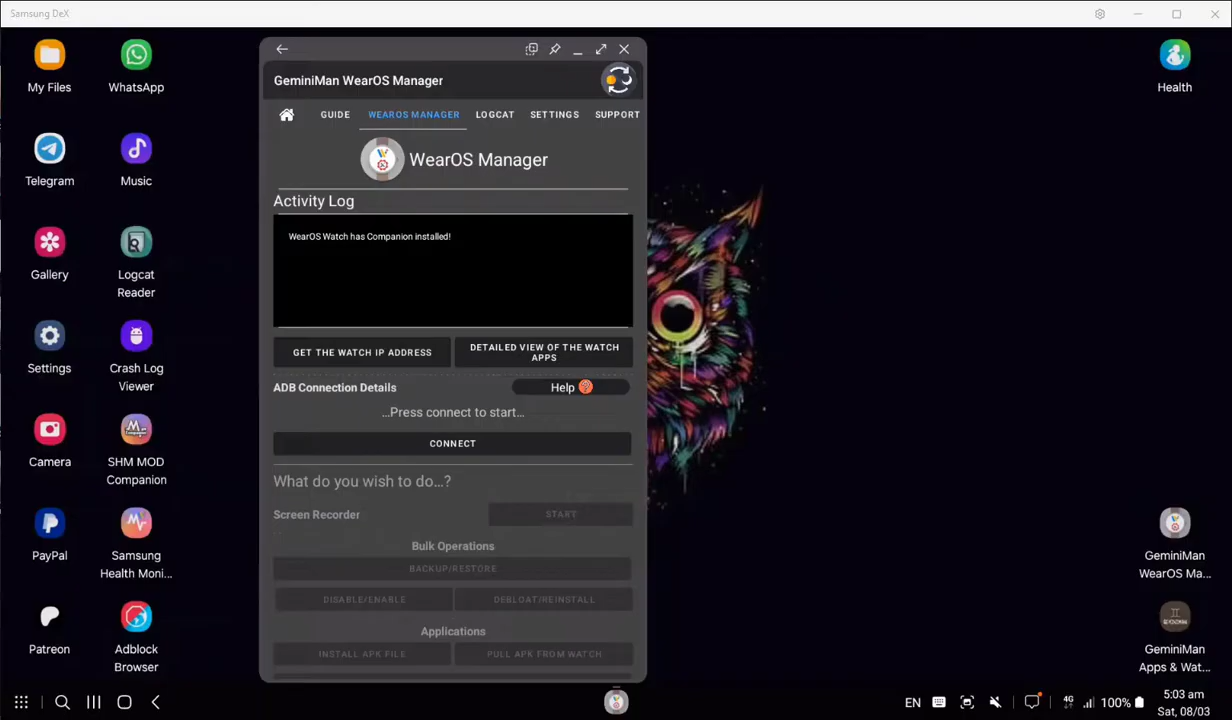 Samsung DeX
My Files
WhatsApp
Telegram
Music
Gallery
Logcat
Reader
Settings
Crash Log
Viewer
Camera
SHM MOD
Companion
PayPal
Samsung
Health Moni...
Patreon
Adblock
Browser
GeminiMan WearOS Manager
GUIDE
WEAROS MANAGER
LOGCAT
SETTINGS
SUPPORT
WearOS Manager
Activity Log
WearOS Watch has Companion installed!
GET THE WATCH IP ADDRESS
DETAILED VIEW OF THE WATCH
APPS
ADB Connection Details
Help
...Press connect to start...
CONNECT
What do you wish to do...?
Screen Recorder
START
Bulk Operations
BACKUP/RESTORE
DISABLE/ENABLE
DEBLOAT/REINSTALL
Applications
INSTALL APK FILE
PULL APK FROM WATCH
Health
GeminiMan
WearOS Ma...
GeminiMan
Apps & Wat...
EN
4G
100%
5:03 am
Sat, 08/03